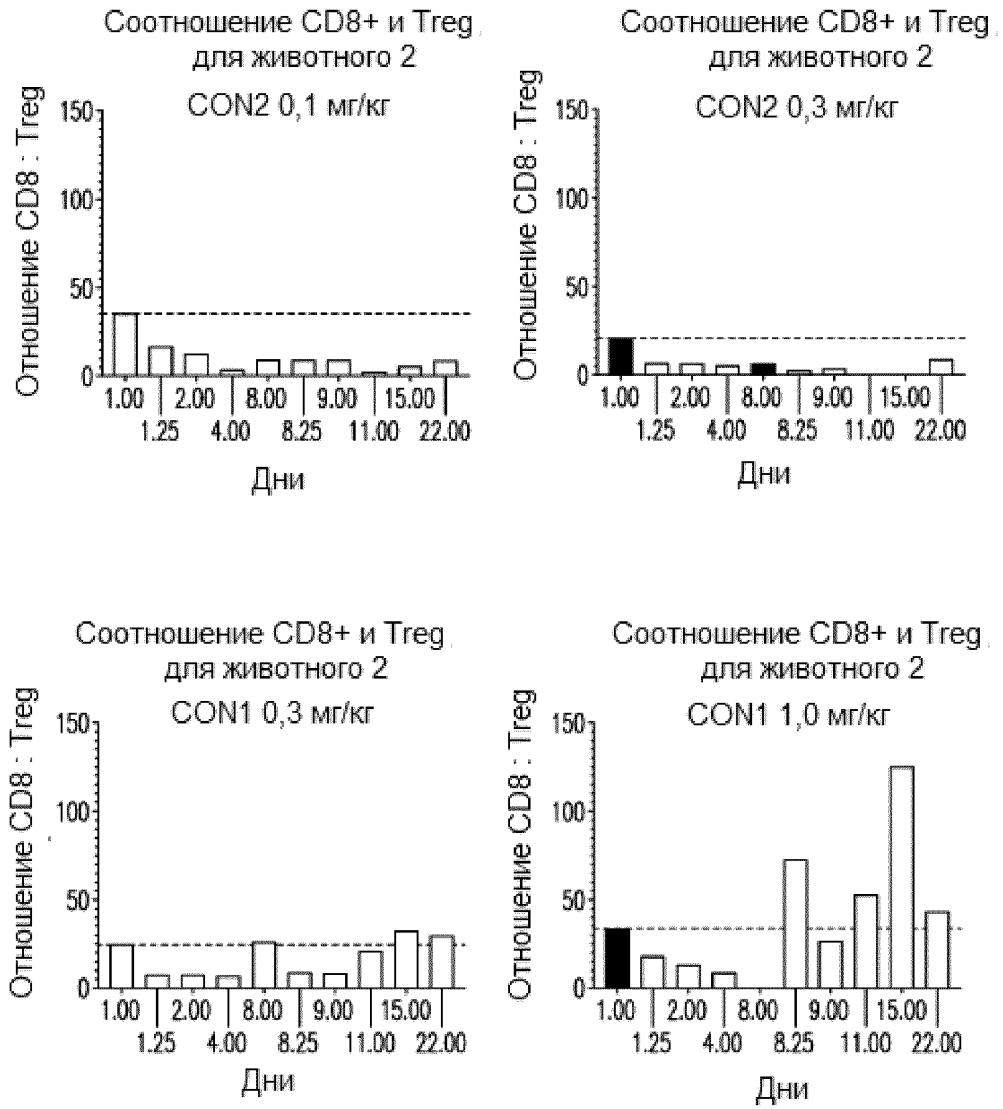 Соотношение CD8+ и Treg
для животного 2
CON2 0,1 мг/кг
Отношение CD8 : Treg
150
100
50
0
1.00 2.00 8.00 9.00 15.00
1.25 4.00 8.25 11.00 22.00
Дни
Соотношение CD8+ и Treg
для животного 2
CON2 0,3 мг/кг
Отношение CD8 : Treg
150
100
50
0
1.00 2.00 8.00 9.00 15.00
1.25 4.00 8.25 11.00 22.00
Дни
Соотношение CD8+ и Treg
для животного 2
CON1 0,3 мг/кг
Отношение CD8 : Treg
150
100
50
0
1.00 2.00 8.00 9.00 15.00
1.25 4.00 8.25 11.00 22.00
Дни
Соотношение CD8+ и Treg
для животного 2
CON1 1,0 мг/кг
Отношение CD8 : Treg
150
100
50
0
1.00 2.00 8.00 9.00 15.00
1.25 4.00 8.25 11.00 22.00
Дни